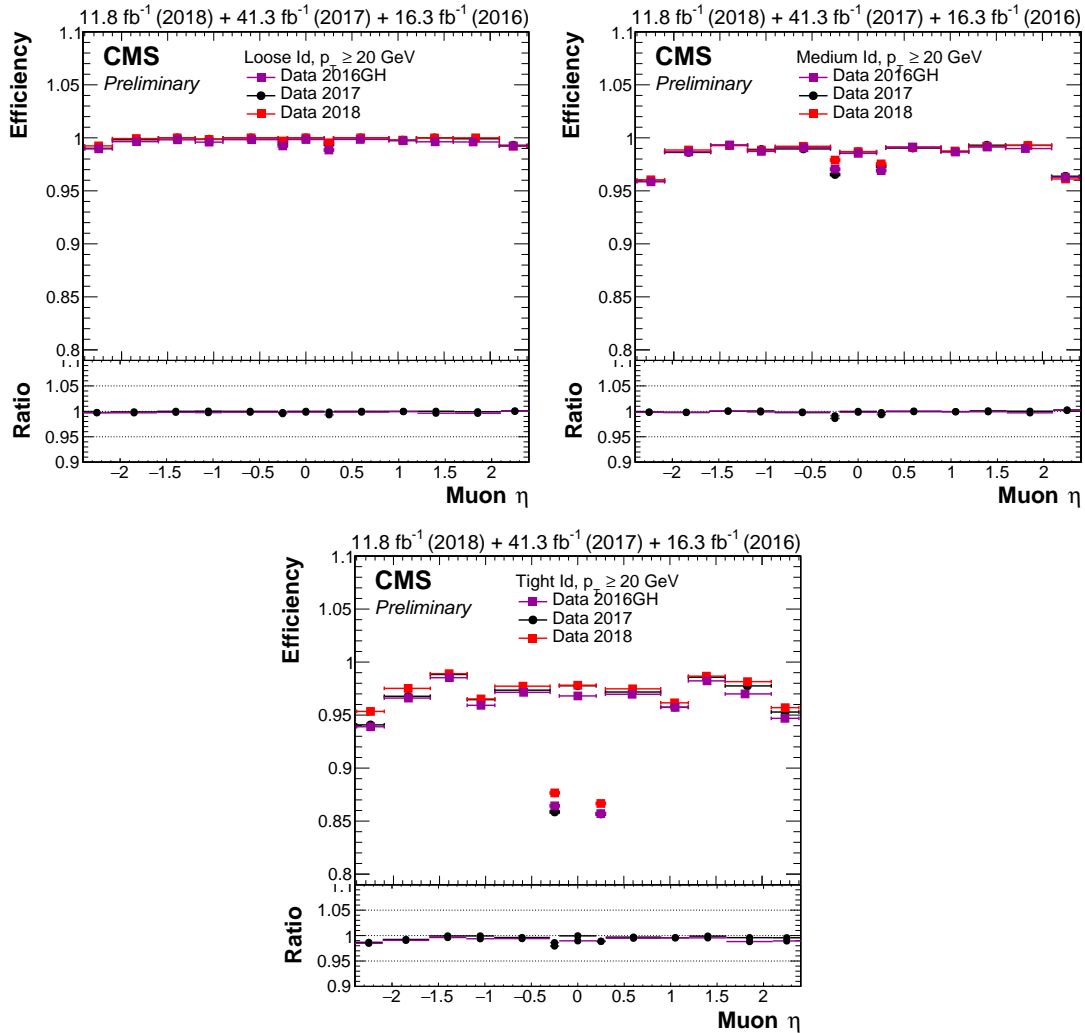 11.8 fb⁻¹ (2018) + 41.3 fb⁻¹ (2017) + 16.3 fb⁻¹ (2016)
CMS
Preliminary
Loose Id, p_T ≥ 20 GeV
Data 2016GH
Data 2017
Data 2018
Efficiency
1.1
1.05
1
0.95
0.9
0.85
0.8
Ratio
1.1
1.05
1
0.95
0.9
−2 −1.5 −1 −0.5 0 0.5 1 1.5 2
Muon η
11.8 fb⁻¹ (2018) + 41.3 fb⁻¹ (2017) + 16.3 fb⁻¹ (2016)
CMS
Preliminary
Medium Id, p_T ≥ 20 GeV
Data 2016GH
Data 2017
Data 2018
Efficiency
1.1
1.05
1
0.95
0.9
0.85
0.8
Ratio
1.1
1.05
1
0.95
0.9
−2 −1.5 −1 −0.5 0 0.5 1 1.5 2
Muon η
11.8 fb⁻¹ (2018) + 41.3 fb⁻¹ (2017) + 16.3 fb⁻¹ (2016)
CMS
Preliminary
Tight Id, p_T ≥ 20 GeV
Data 2016GH
Data 2017
Data 2018
Efficiency
1.1
1.05
1
0.95
0.9
0.85
0.8
Ratio
1.1
1.05
1
0.95
0.9
−2 −1.5 −1 −0.5 0 0.5 1 1.5 2
Muon η